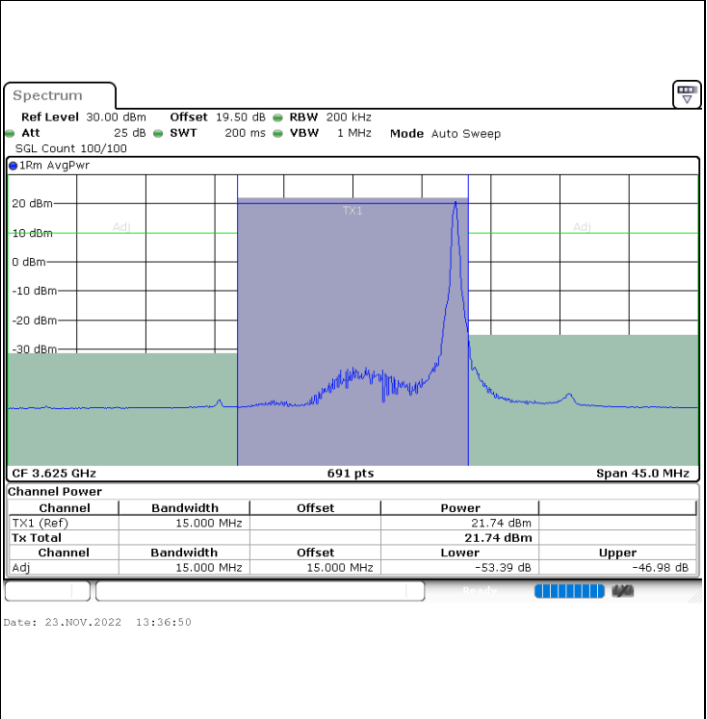 Spectrum
Ref Level 30.00 dBm Offset 19.50 dB RBW 200 kHz
Att 25 dB SWT 200 ms VBW 1 MHz Mode Auto Sweep
SGL Count 100/100
1Rm AvgPwr
20 dBm
TX1
Adj Adj
10 dBm
0 dBm
-10 dBm
-20 dBm
-30 dBm
CF 3.625 GHz 691 pts Span 45.0 MHz
Channel Power
Channel Bandwidth Offset Power
TX1 (Ref) 15.000 MHz 21.74 dBm
Tx Total 21.74 dBm
Channel Bandwidth Offset Lower Upper
Adj 15.000 MHz 15.000 MHz -53.39 dB -46.98 dB
Ready
Date: 23.NOV.2022 13:36:50